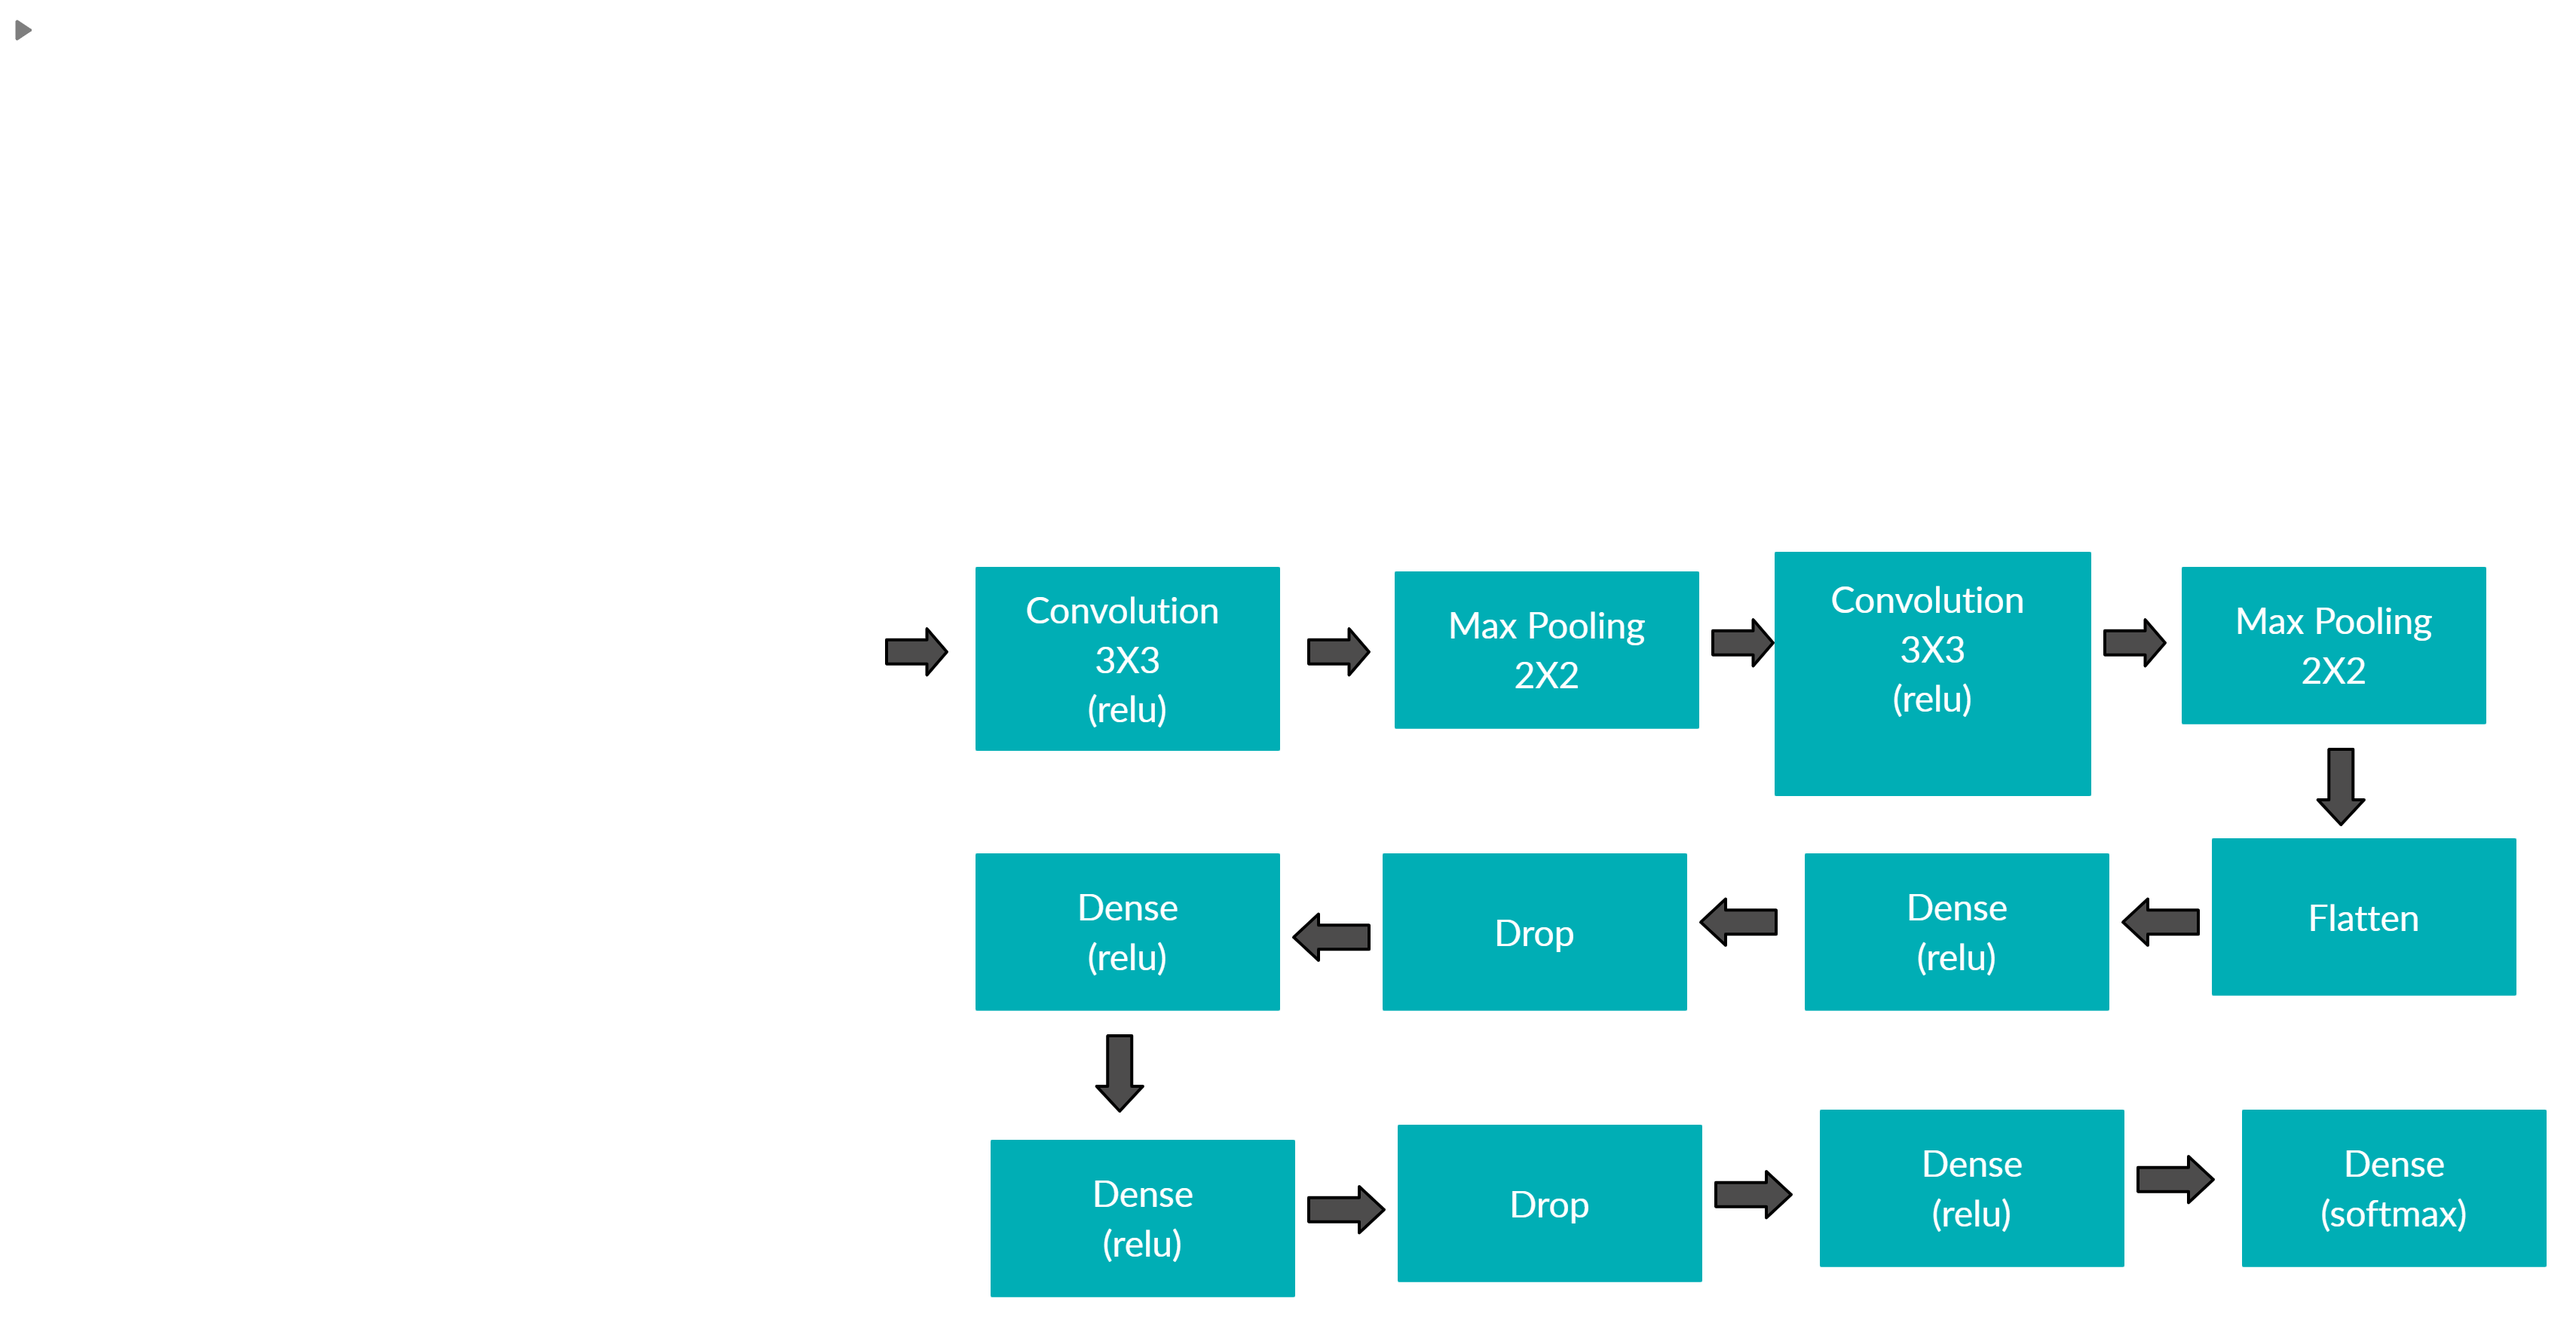 Convolution
3X3
(relu)
Max Pooling
2X2
Convolution
3X3
(relu)
Max Pooling
2X2
Flatten
Dense
(relu)
Drop
Dense
(relu)
Dense
(relu)
Drop
Dense
(relu)
Dense
(softmax)